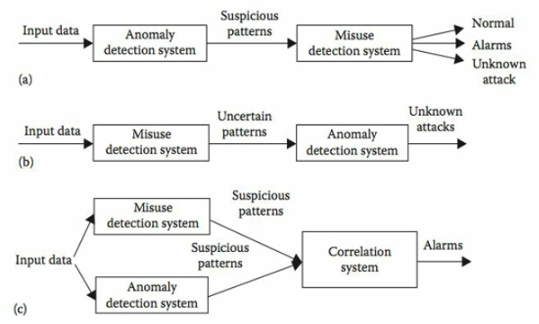 Input data
Anomaly
detection system
Suspicious
patterns
Misuse
detection system
Normal
Alarms
Unknown
attack
(a)
Input data
Misuse
detection system
Uncertain
patterns
Anomaly
detection system
Unknown
attacks
(b)
Input data
Misuse
detection system
Suspicious
patterns
Anomaly
detection system
Suspicious
patterns
Correlation
system
Alarms
(c)